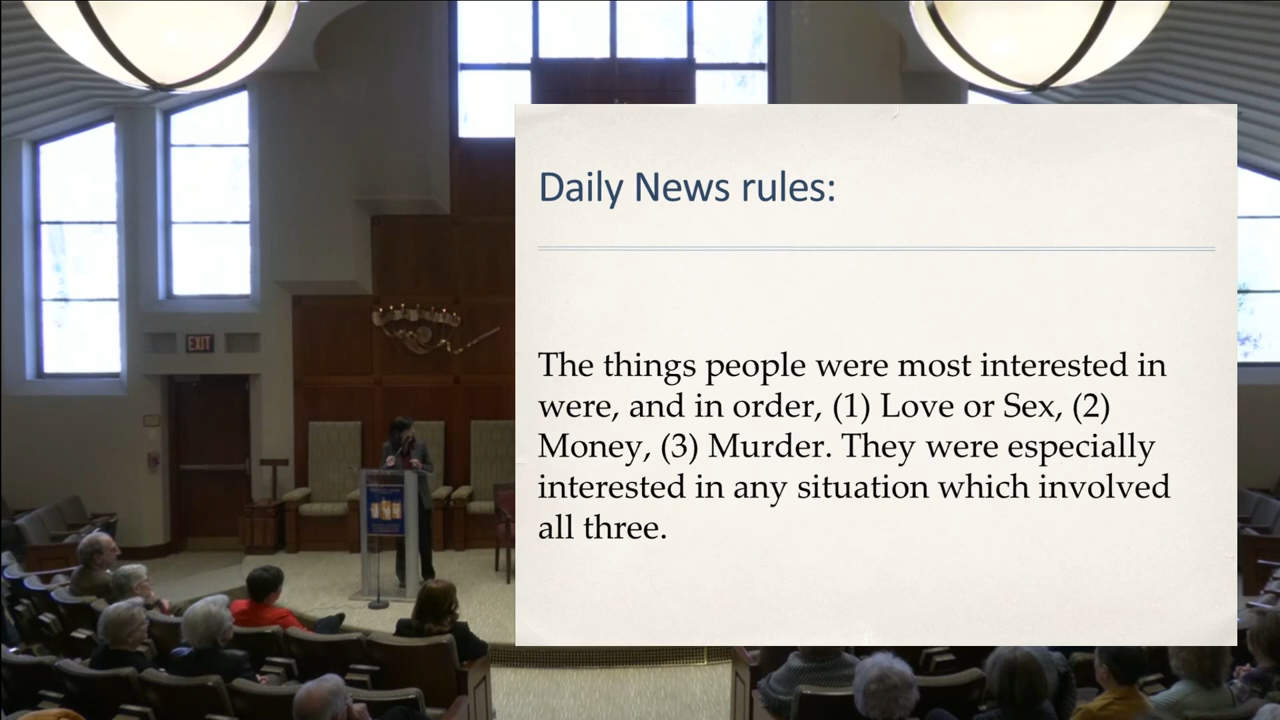 Daily News rules:
The things people were most interested in
were, and in order, (1) Love or Sex, (2)
Money, (3) Murder. They were especially
interested in any situation which involved
all three.
EXIT